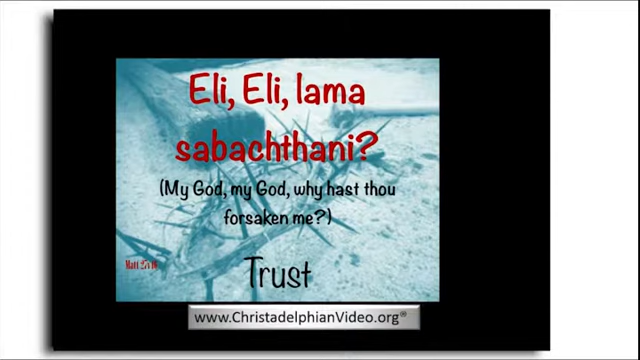 Eli, Eli, lama
sabachthani?
(My God, my God, why hast thou
forsaken me?)
Trust
www.ChristadelphianVideo.org®